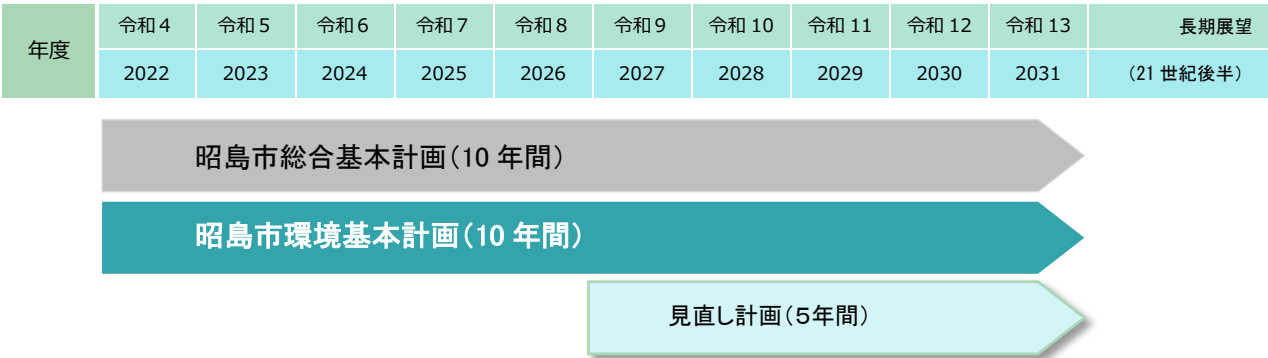 年度 令和4 令和5 令和6 令和7 令和8 令和9 令和 10 令和 11 令和 12 令和 13 長期展望
2022 2023 2024 2025 2026 2027 2028 2029 2030 2031 (21 世紀後半)
昭島市総合基本計画(10 年間)
昭島市環境基本計画(10 年間)
見直し計画(5年間)